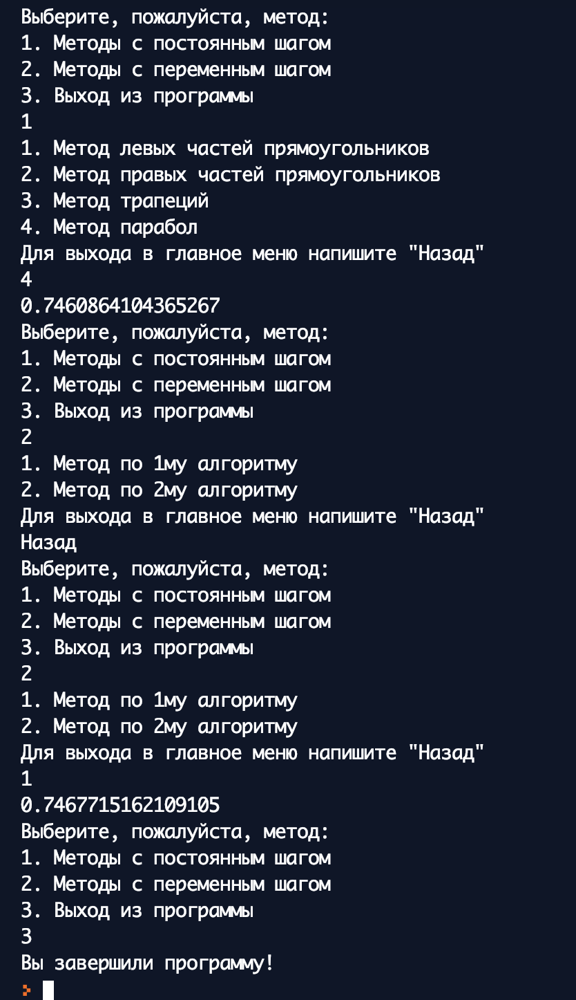 Выберите, пожалуйста, метод:
1. Методы с постоянным шагом
2. Методы с переменным шагом
3. Выход из программы
1
1. Метод левых частей прямоугольников
2. Метод правых частей прямоугольников
3. Метод трапеций
4. Метод парабол
Для выхода в главное меню напишите "Назад"
4
0.7460864104365267
Выберите, пожалуйста, метод:
1. Методы с постоянным шагом
2. Методы с переменным шагом
3. Выход из программы
2
1. Метод по 1му алгоритму
2. Метод по 2му алгоритму
Для выхода в главное меню напишите "Назад"
Назад
Выберите, пожалуйста, метод:
1. Методы с постоянным шагом
2. Методы с переменным шагом
3. Выход из программы
2
1. Метод по 1му алгоритму
2. Метод по 2му алгоритму
Для выхода в главное меню напишите "Назад"
1
0.7467715162109105
Выберите, пожалуйста, метод:
1. Методы с постоянным шагом
2. Методы с переменным шагом
3. Выход из программы
3
Вы завершили программу!
>